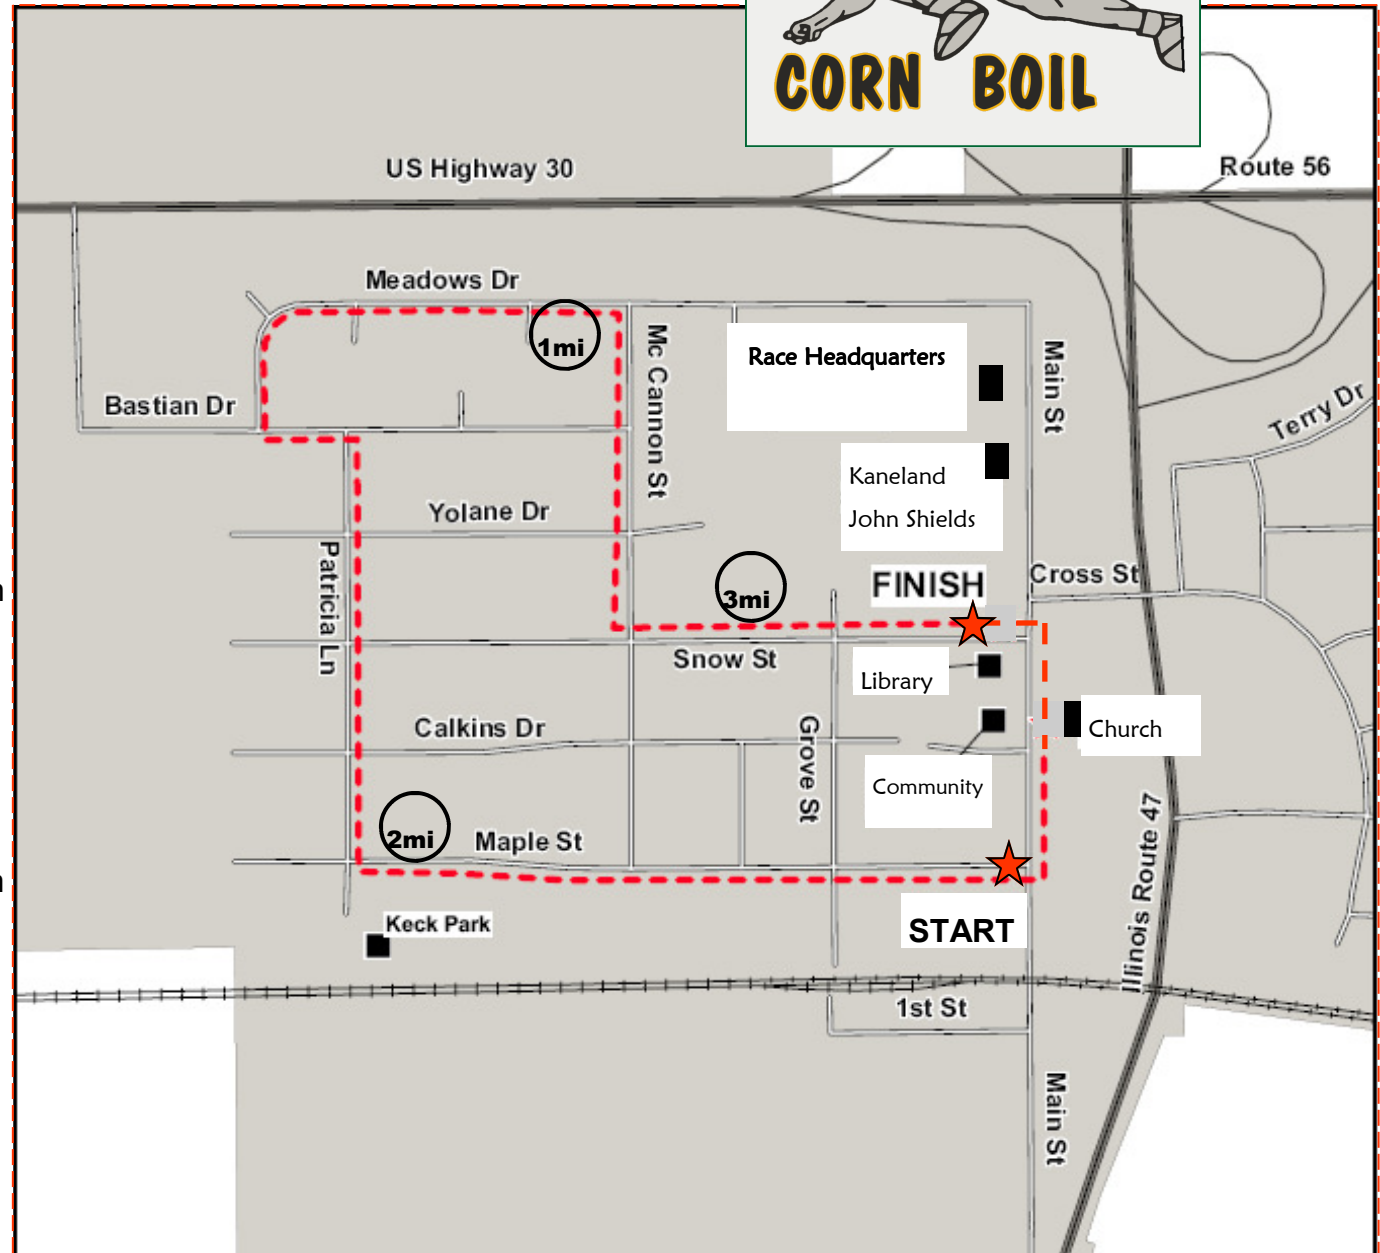 CORN BOIL
US Highway 30
Route 56
Meadows Dr
1mi
Mc Cannon St
Race Headquarters
Main St
Bastian Dr
Terry Dr
Kaneland
John Shields
Yolane Dr
Patricia Ln
3mi
FINISH
Cross St
Snow St
Library
Calkins Dr
Grove St
Church
Community
2mi
Maple St
Illinois Route 47
START
Keck Park
1st St
Main St